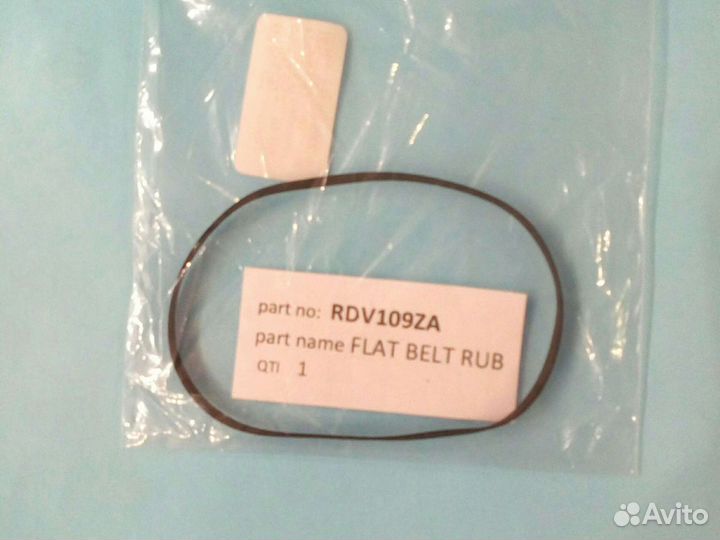 part no: RDV109ZA
part name FLAT BELT RUB
QTI 1
Avito